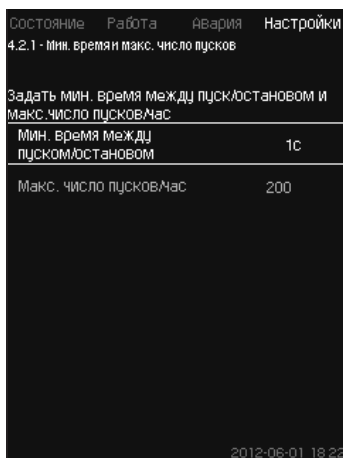 Состояние Работа Авария Настройки
4.2.1 - Мин. время и макс. число пусков
Задать мин. время между пуск/остановом и
макс.число пусков/час
Мин. время между
пуском/остановом 1с
Макс. число пусков/час 200
2012-06-01 18:22